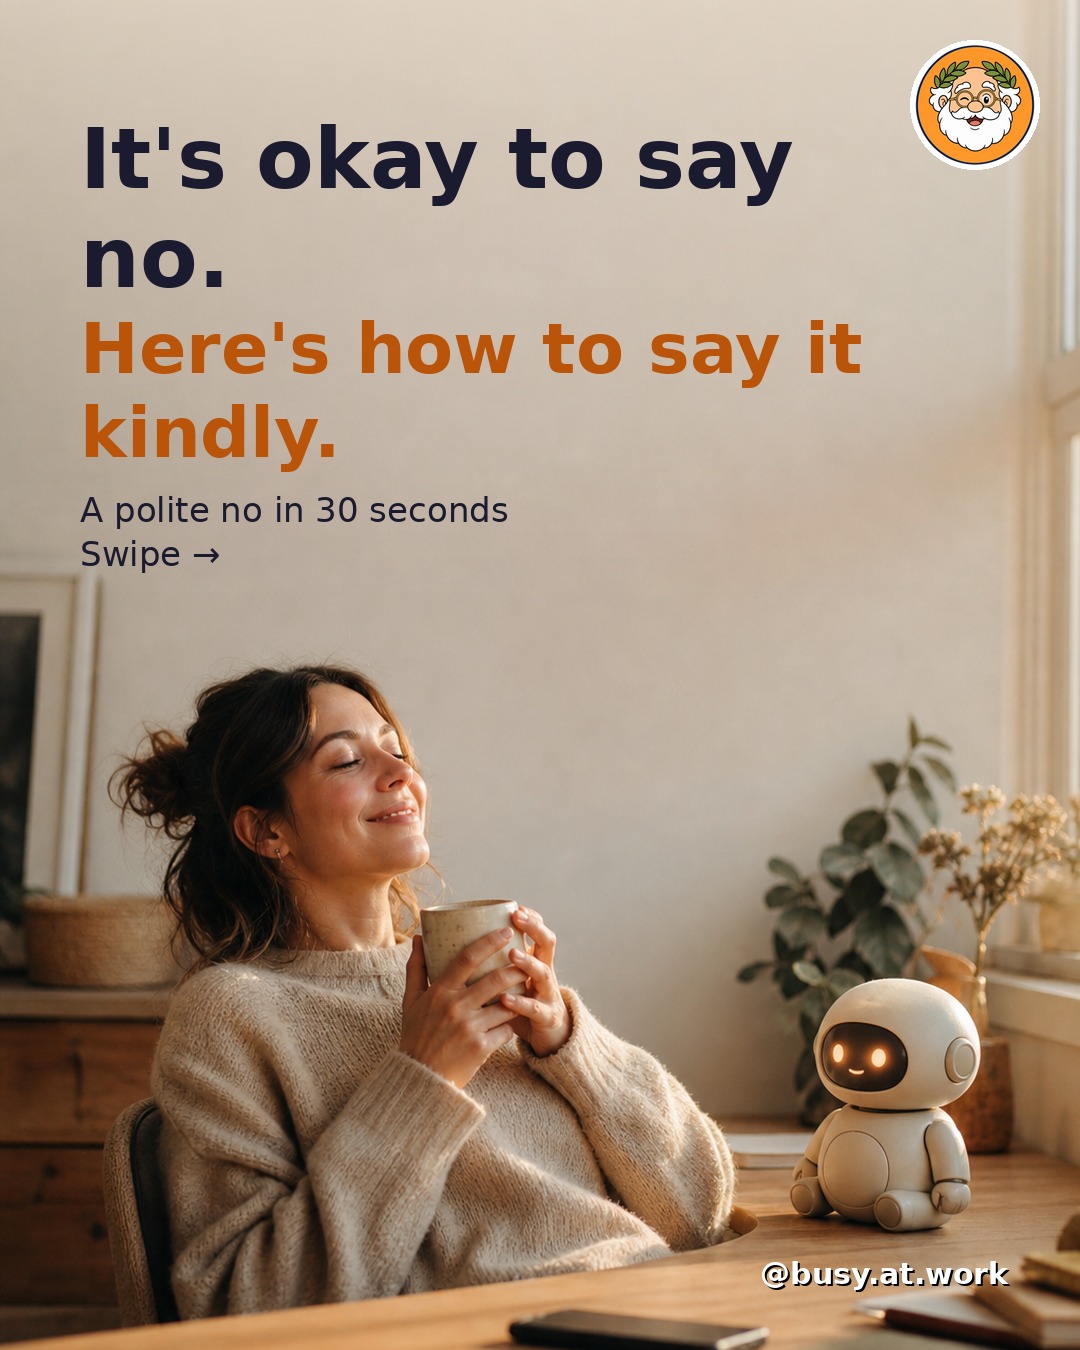 It's okay to say
no.
Here's how to say it
kindly.
A polite no in 30 seconds
Swipe →
@busy.at.work